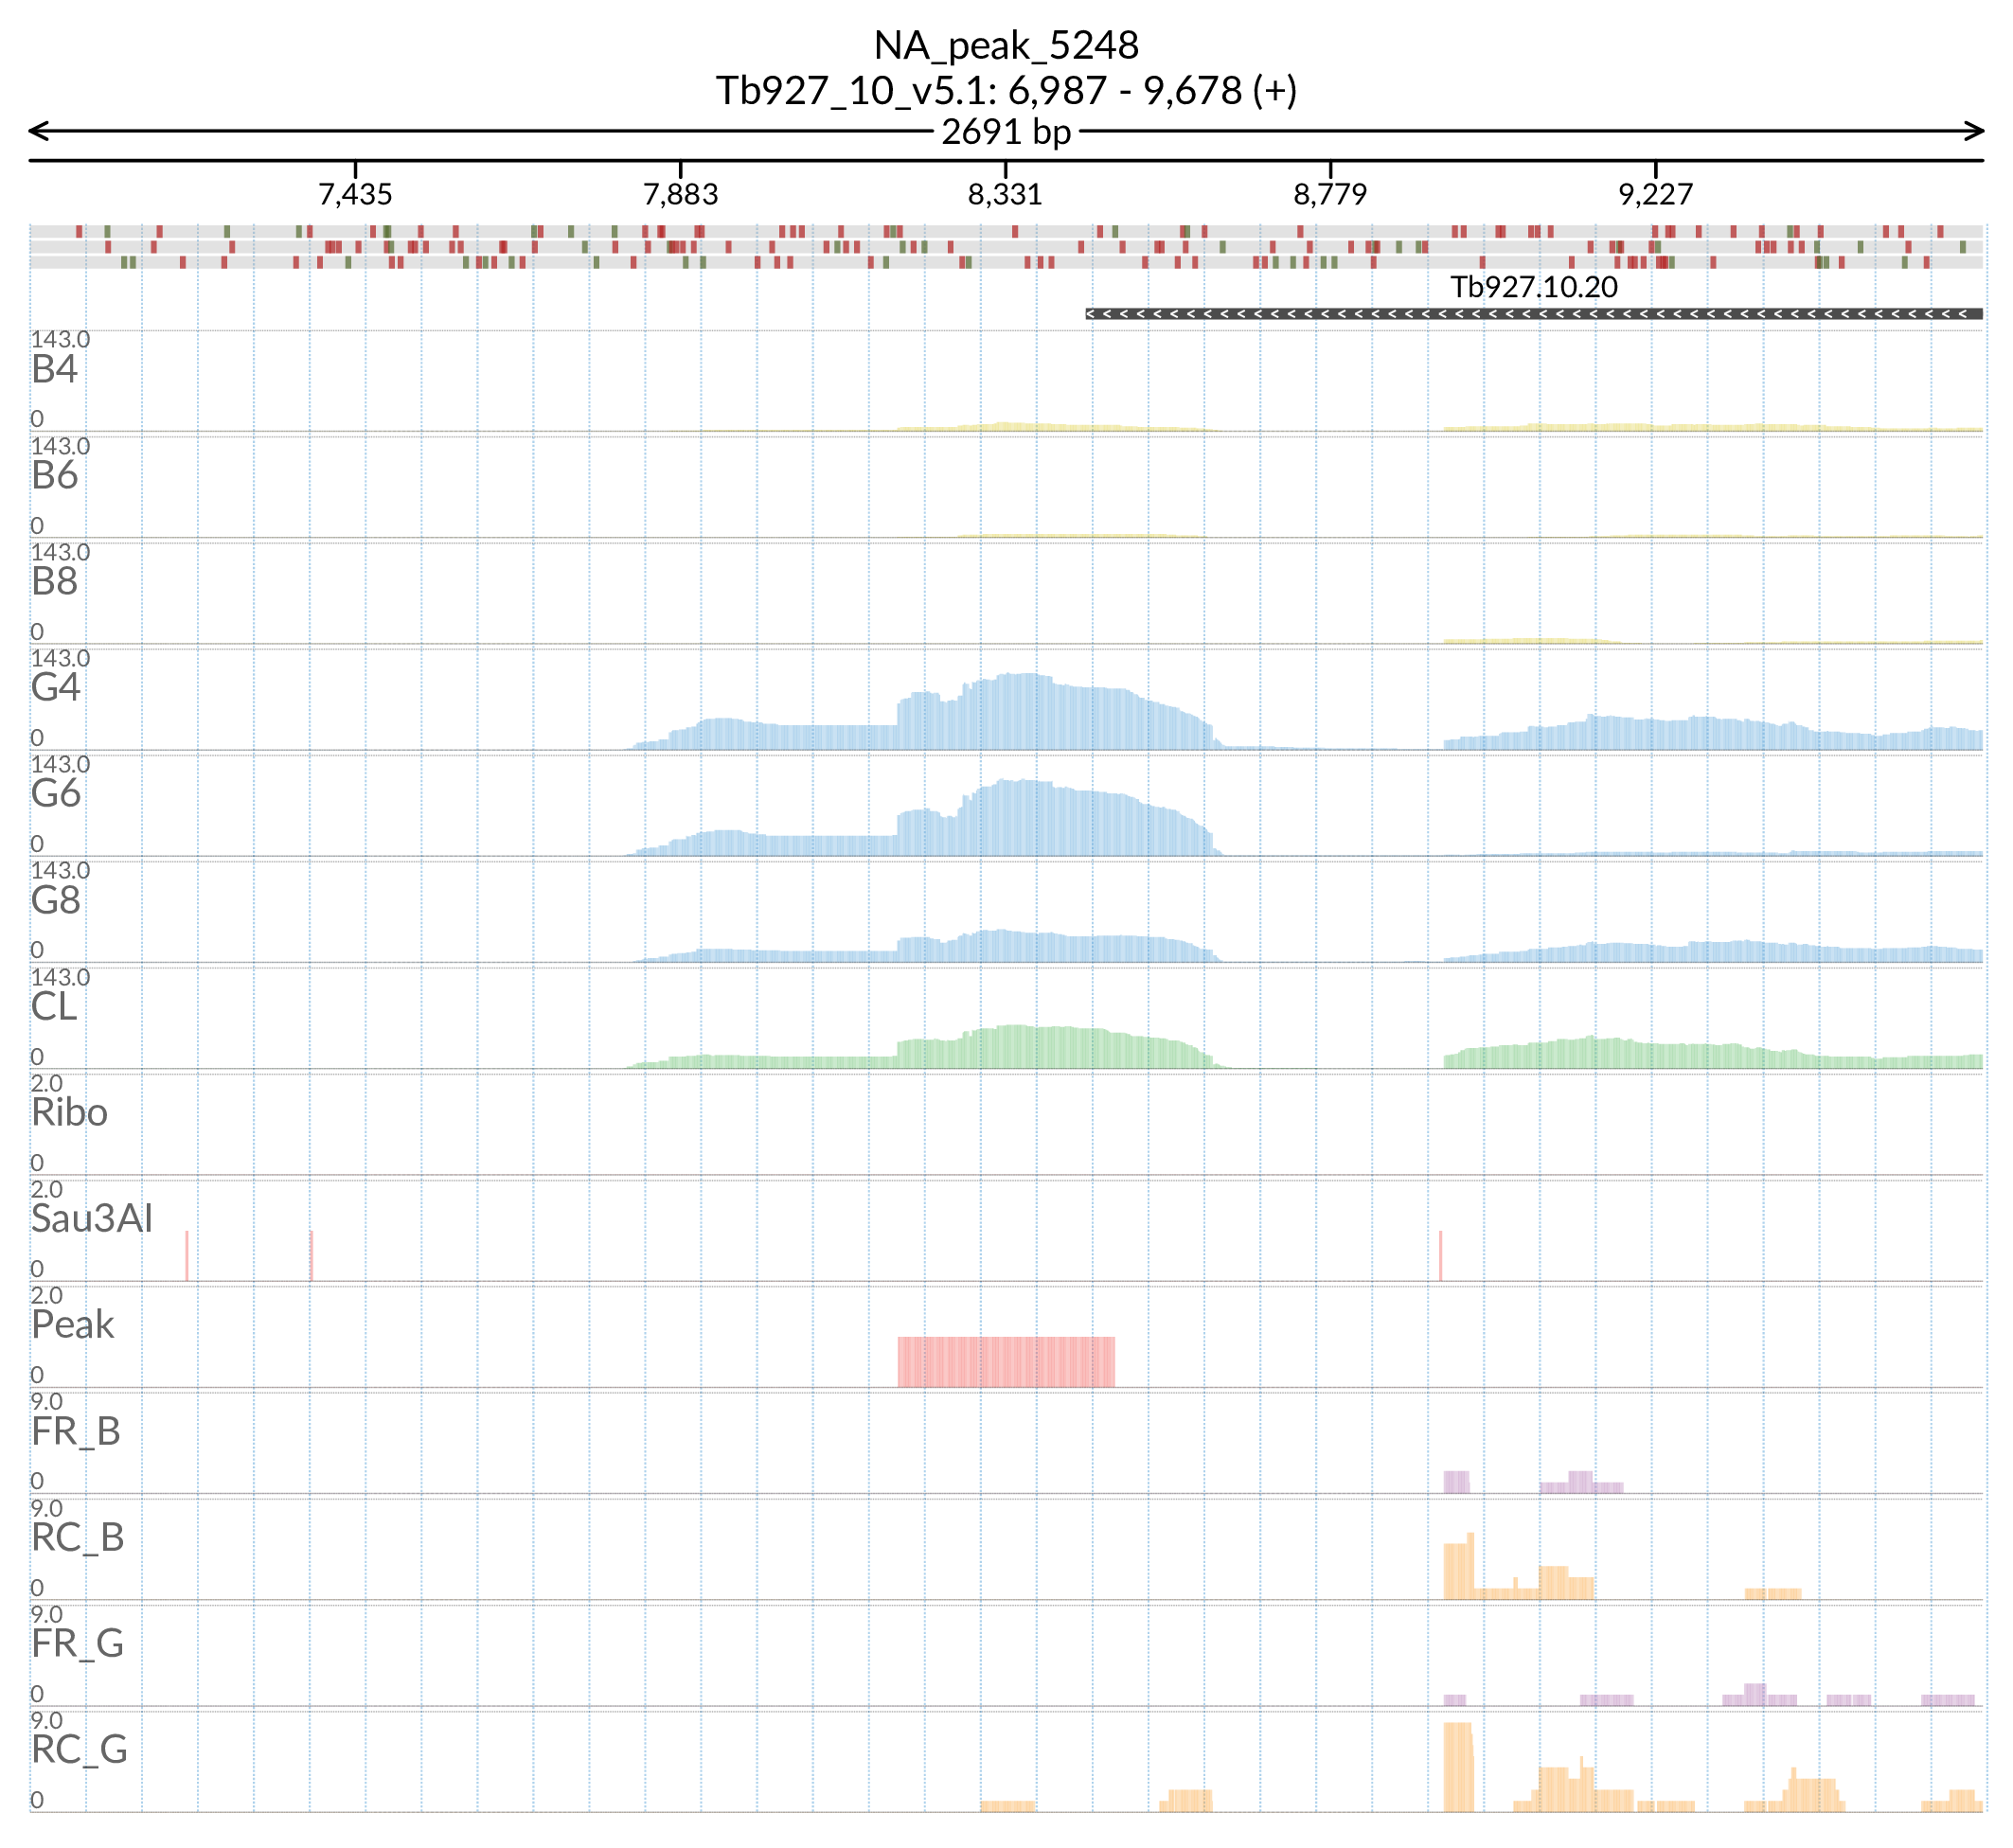 NA_peak_5248
Tb927_10_v5.1: 6,987 - 9,678 (+)
2691 bp
7,435 7,883 8,331 8,779 9,227
Tb927.10.20
143.0
B4
0
143.0
B6
0
143.0
B8
0
143.0
G4
0
143.0
G6
0
143.0
G8
0
143.0
CL
0
2.0
Ribo
0
2.0
Sau3AI
0
2.0
Peak
0
9.0
FR_B
0
9.0
RC_B
0
9.0
FR_G
0
9.0
RC_G
0